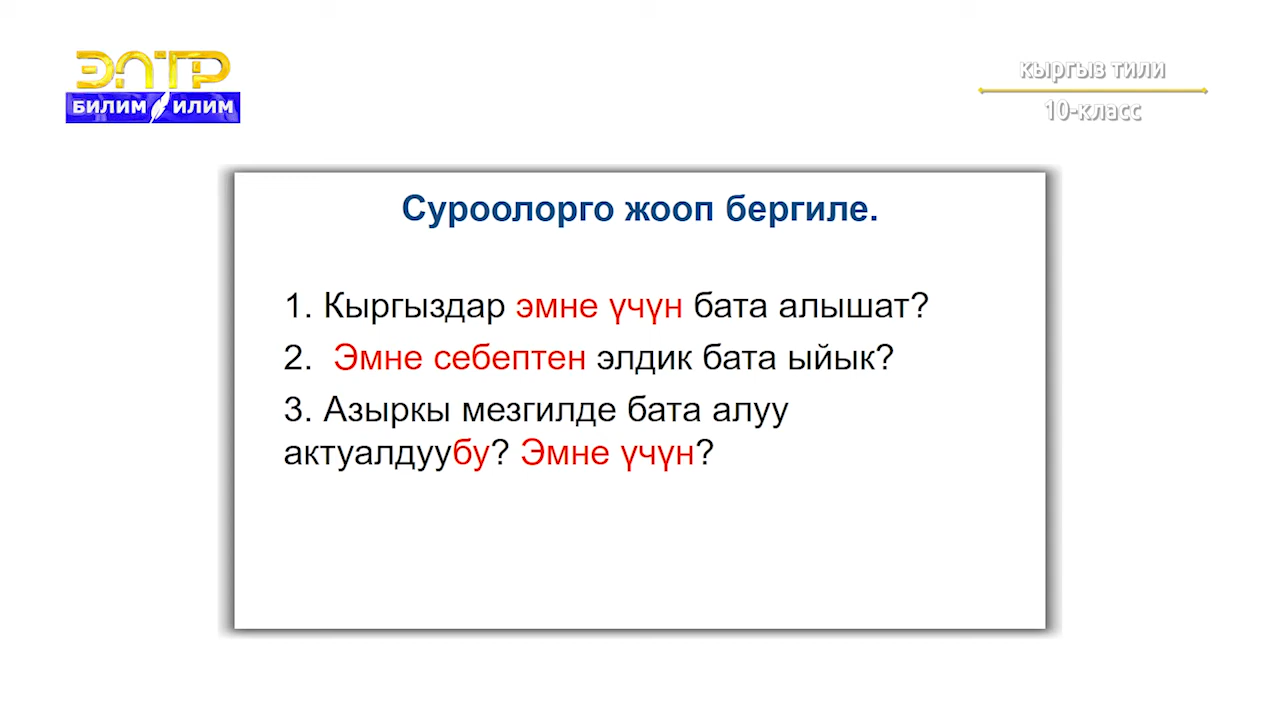 ЭЛТР
БИЛИМ ИЛИМ
кыргыз тили
10-класс
Суроолорго жооп бергиле.
1. Кыргыздар эмне үчүн бата алышат?
2. Эмне себептен элдик бата ыйык?
3. Азыркы мезгилде бата алуу
актуалдуубу? Эмне үчүн?